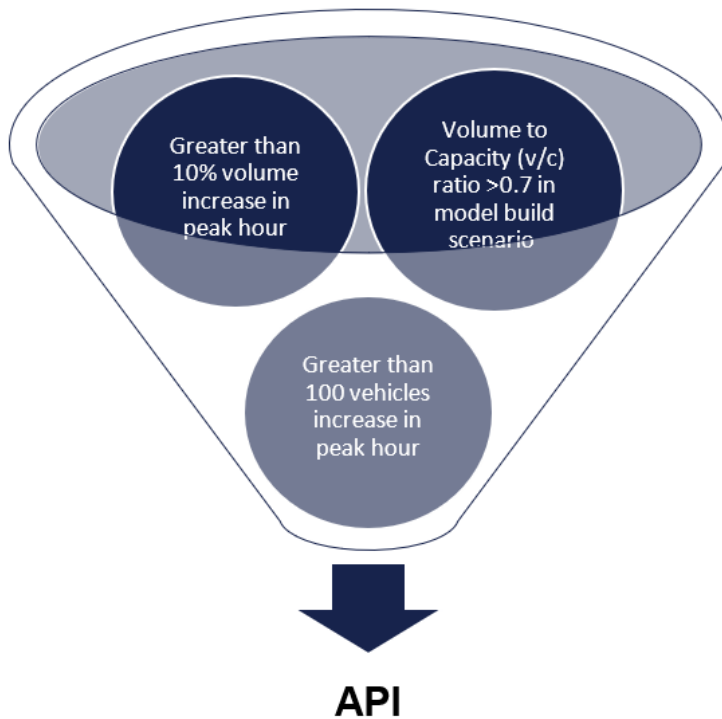 Greater than
10% volume
increase in
peak hour
Volume to
Capacity (v/c)
ratio >0.7 in
model build
scenario
Greater than
100 vehicles
increase in
peak hour
API